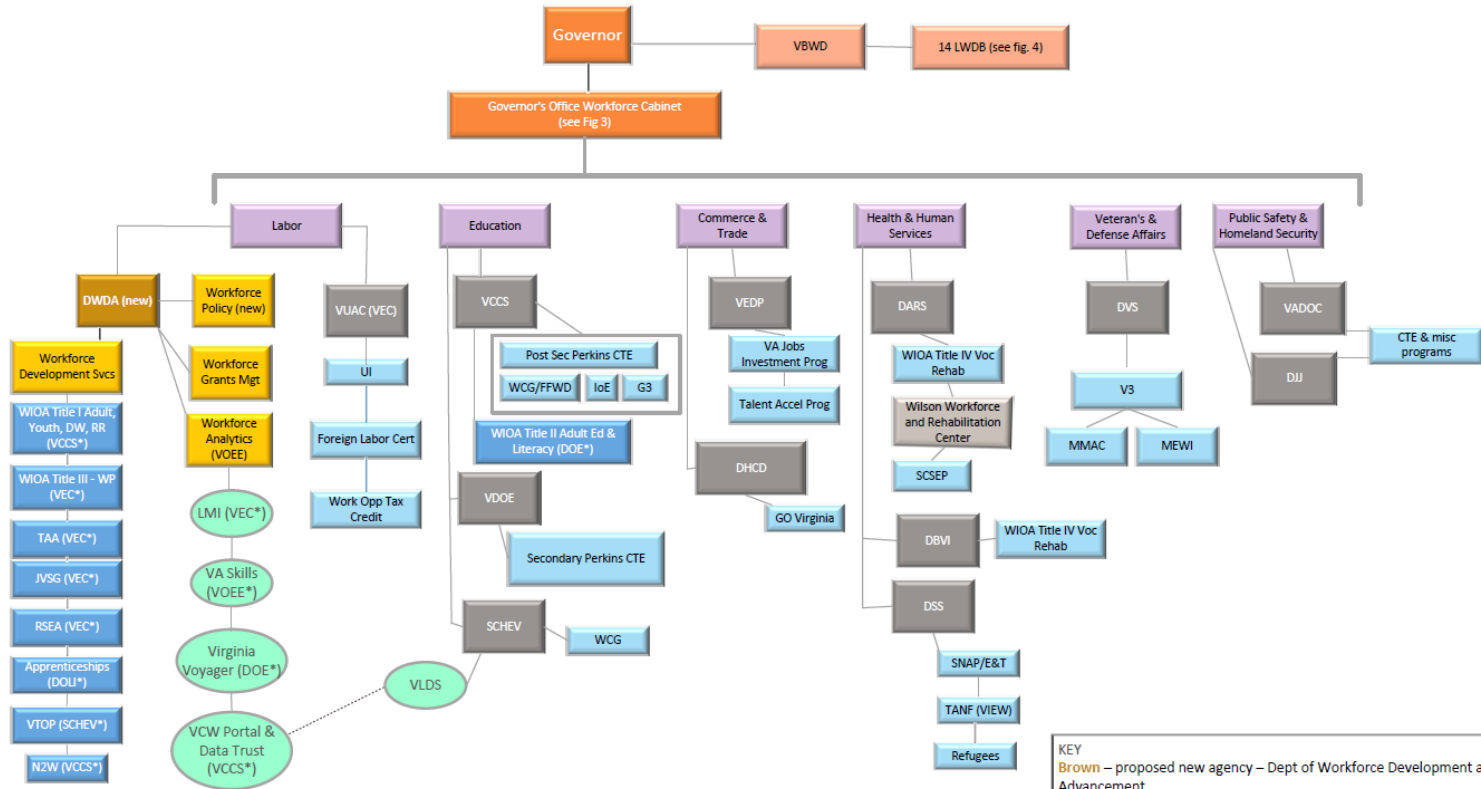 Governor
VBWD
14 LWDB (see fig. 4)
Governor's Office Workforce Cabinet
(see Fig 3)
Labor
Education
Commerce &
Trade
Health & Human
Services
Veteran's &
Defense Affairs
Public Safety &
Homeland Security
DWDA (new)
Workforce
Policy (new)
Workforce
Development Svcs
Workforce
Grants Mgt
Workforce
Analytics
(VOEE)
WIOA Title I Adult,
Youth, DW, RR
(VCCS*)
WIOA Title III - WP
(VEC*)
TAA (VEC*)
JVSG (VEC*)
RSEA (VEC*)
Apprenticeships
(DOLI*)
VTOP (SCHEV*)
N2W (VCCS*)
LMI (VEC*)
VA Skills
(VOEE*)
Virginia
Voyager (DOE*)
VCW Portal &
Data Trust
(VCCS*)
VUAC (VEC)
UI
Foreign Labor Cert
Work Opp Tax
Credit
VCCS
Post Sec Perkins CTE
WCG/FFWD
IoE
G3
WIOA Title II Adult Ed &
Literacy (DOE*)
VDOE
Secondary Perkins CTE
SCHEV
WCG
VLDS
VEDP
VA Jobs
Investment Prog
Talent Accel Prog
DHCD
GO Virginia
DARS
WIOA Title IV Voc
Rehab
Wilson Workforce
and Rehabilitation
Center
SCSEP
DBVI
WIOA Title IV Voc
Rehab
DSS
SNAP/E&T
TANF (VIEW)
Refugees
DVS
V3
MMAC
MEWI
VADOC
CTE & misc
programs
DJJ
KEY
Brown – proposed new agency – Dept of Workforce Development a
Advancement